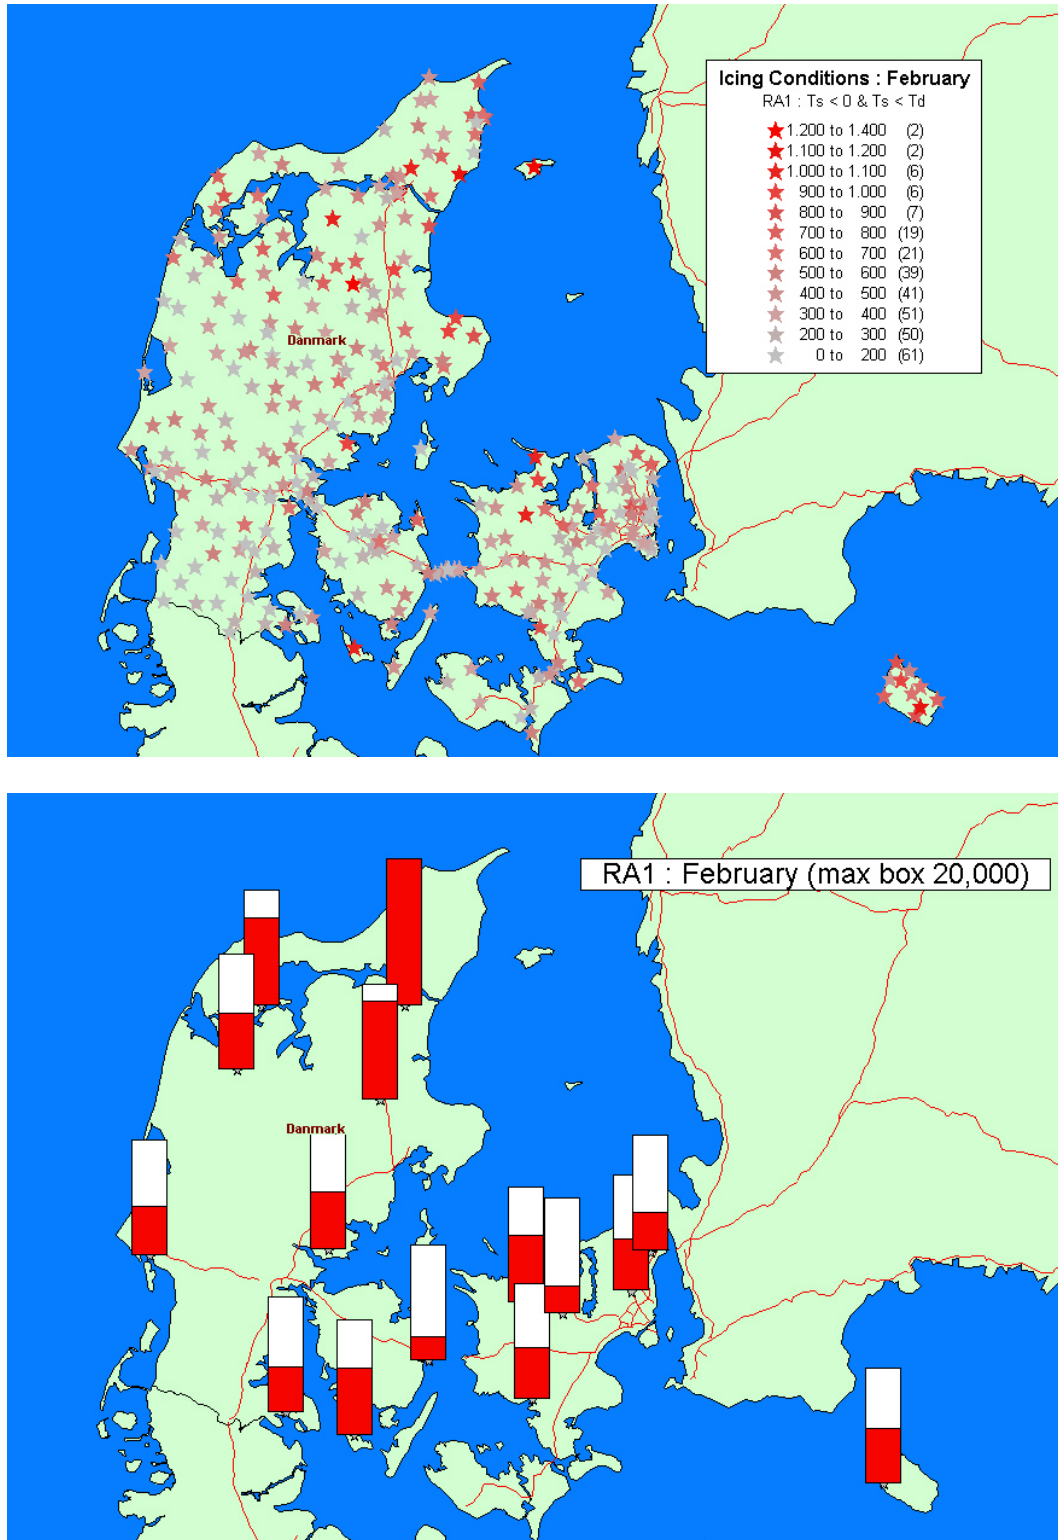 Icing Conditions : February
RA1 : Ts < 0 & Ts < Td
1.200 to 1.400 (2)
1.100 to 1.200 (2)
1.000 to 1.100 (6)
900 to 1.000 (6)
800 to 900 (7)
700 to 800 (19)
600 to 700 (21)
500 to 600 (39)
400 to 500 (41)
300 to 400 (51)
200 to 300 (50)
0 to 200 (61)
Danmark
RA1 : February (max box 20,000)
Danmark